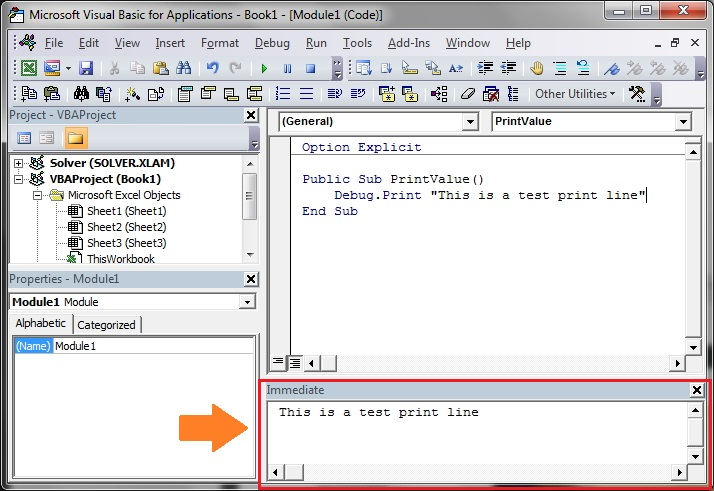 Microsoft Visual Basic for Applications - Book1 - [Module1 (Code)]
File Edit View Insert Format Debug Run Tools Add-Ins Window Help
Other Utilities
Project - VBAProject
Solver (SOLVER.XLAM)
VBAProject (Book1)
Microsoft Excel Objects
Sheet1 (Sheet1)
Sheet2 (Sheet2)
Sheet3 (Sheet3)
ThisWorkbook
Properties - Module1
Module1 Module
Alphabetic Categorized
(Name) Module1
(General) PrintValue
Option Explicit
Public Sub PrintValue()
Debug.Print "This is a test print line"
End Sub
Immediate
This is a test print line